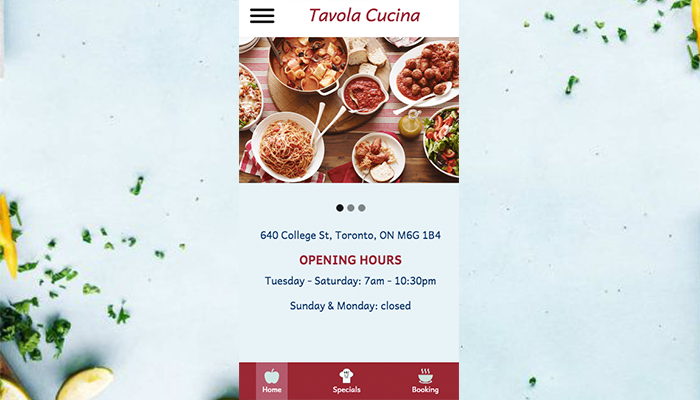 Tavola Cucina
640 College St, Toronto, ON M6G 1B4
OPENING HOURS
Tuesday - Saturday: 7am - 10:30pm
Sunday & Monday: closed
Home Specials Booking